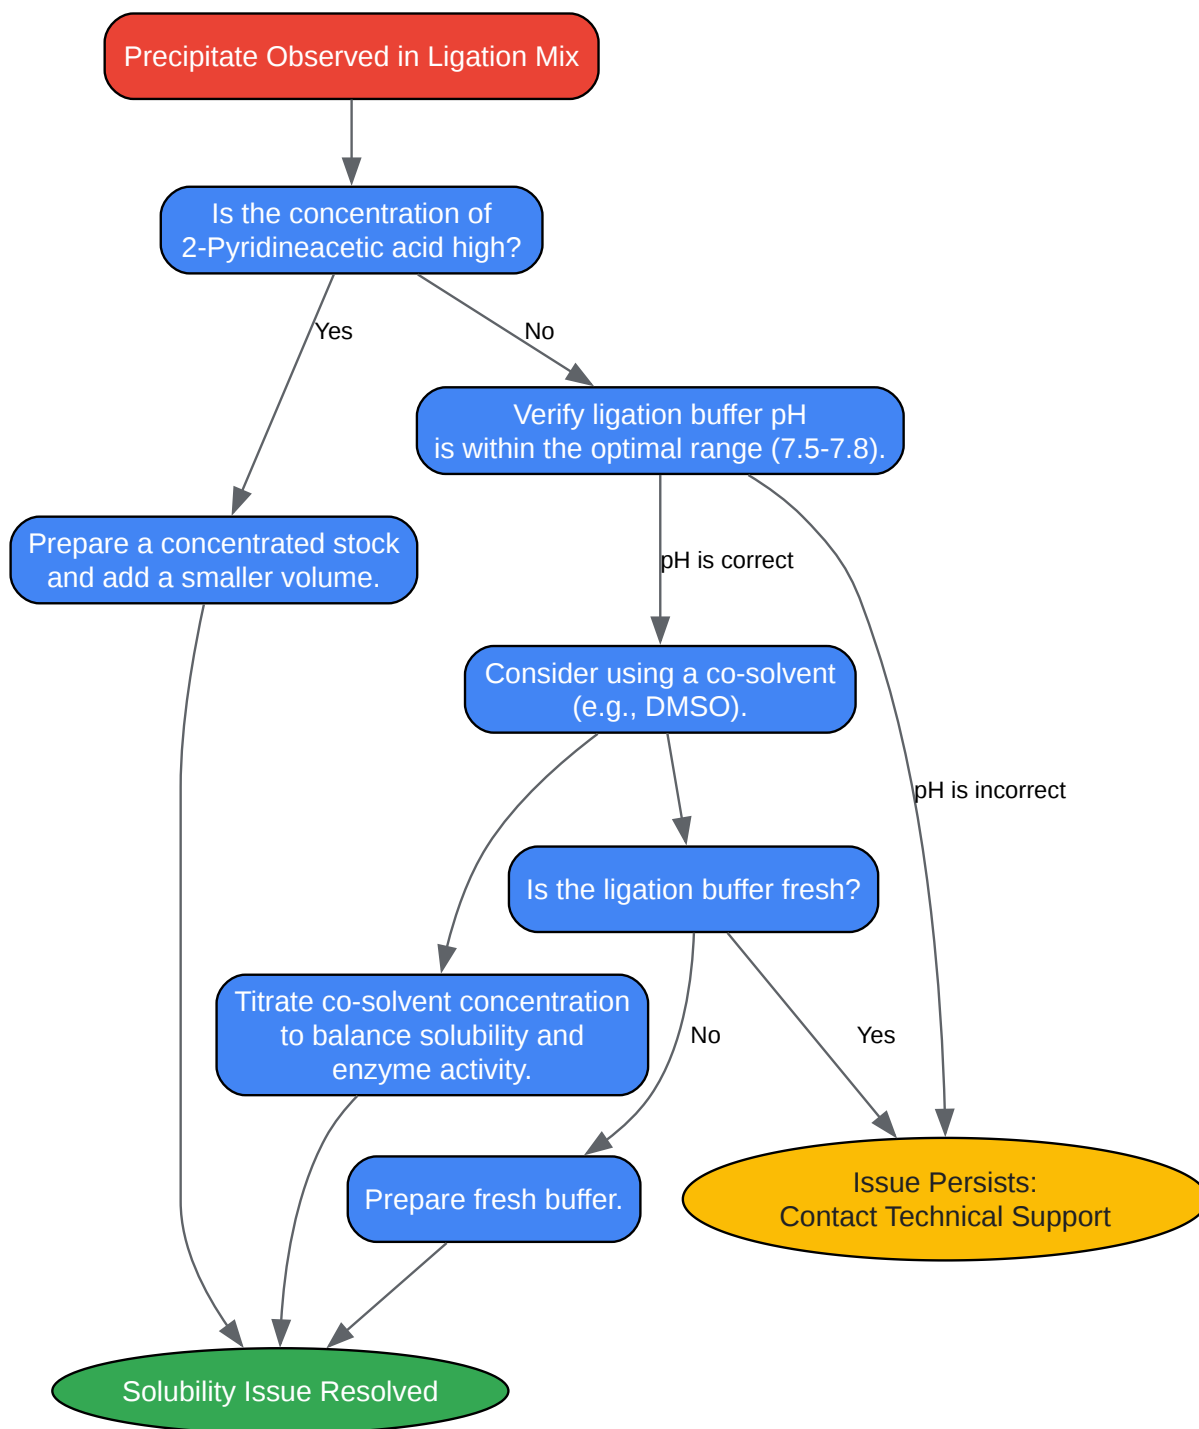 Precipitate Observed in Ligation Mix
Is the concentration of
2-Pyridineacetic acid high?
Yes
No
Verify ligation buffer pH
is within the optimal range (7.5-7.8).
Prepare a concentrated stock
and add a smaller volume.
pH is correct
Consider using a co-solvent
(e.g., DMSO).
pH is incorrect
Is the ligation buffer fresh?
Titrate co-solvent concentration
to balance solubility and
enzyme activity.
No
Yes
Prepare fresh buffer.
Issue Persists:
Contact Technical Support
Solubility Issue Resolved